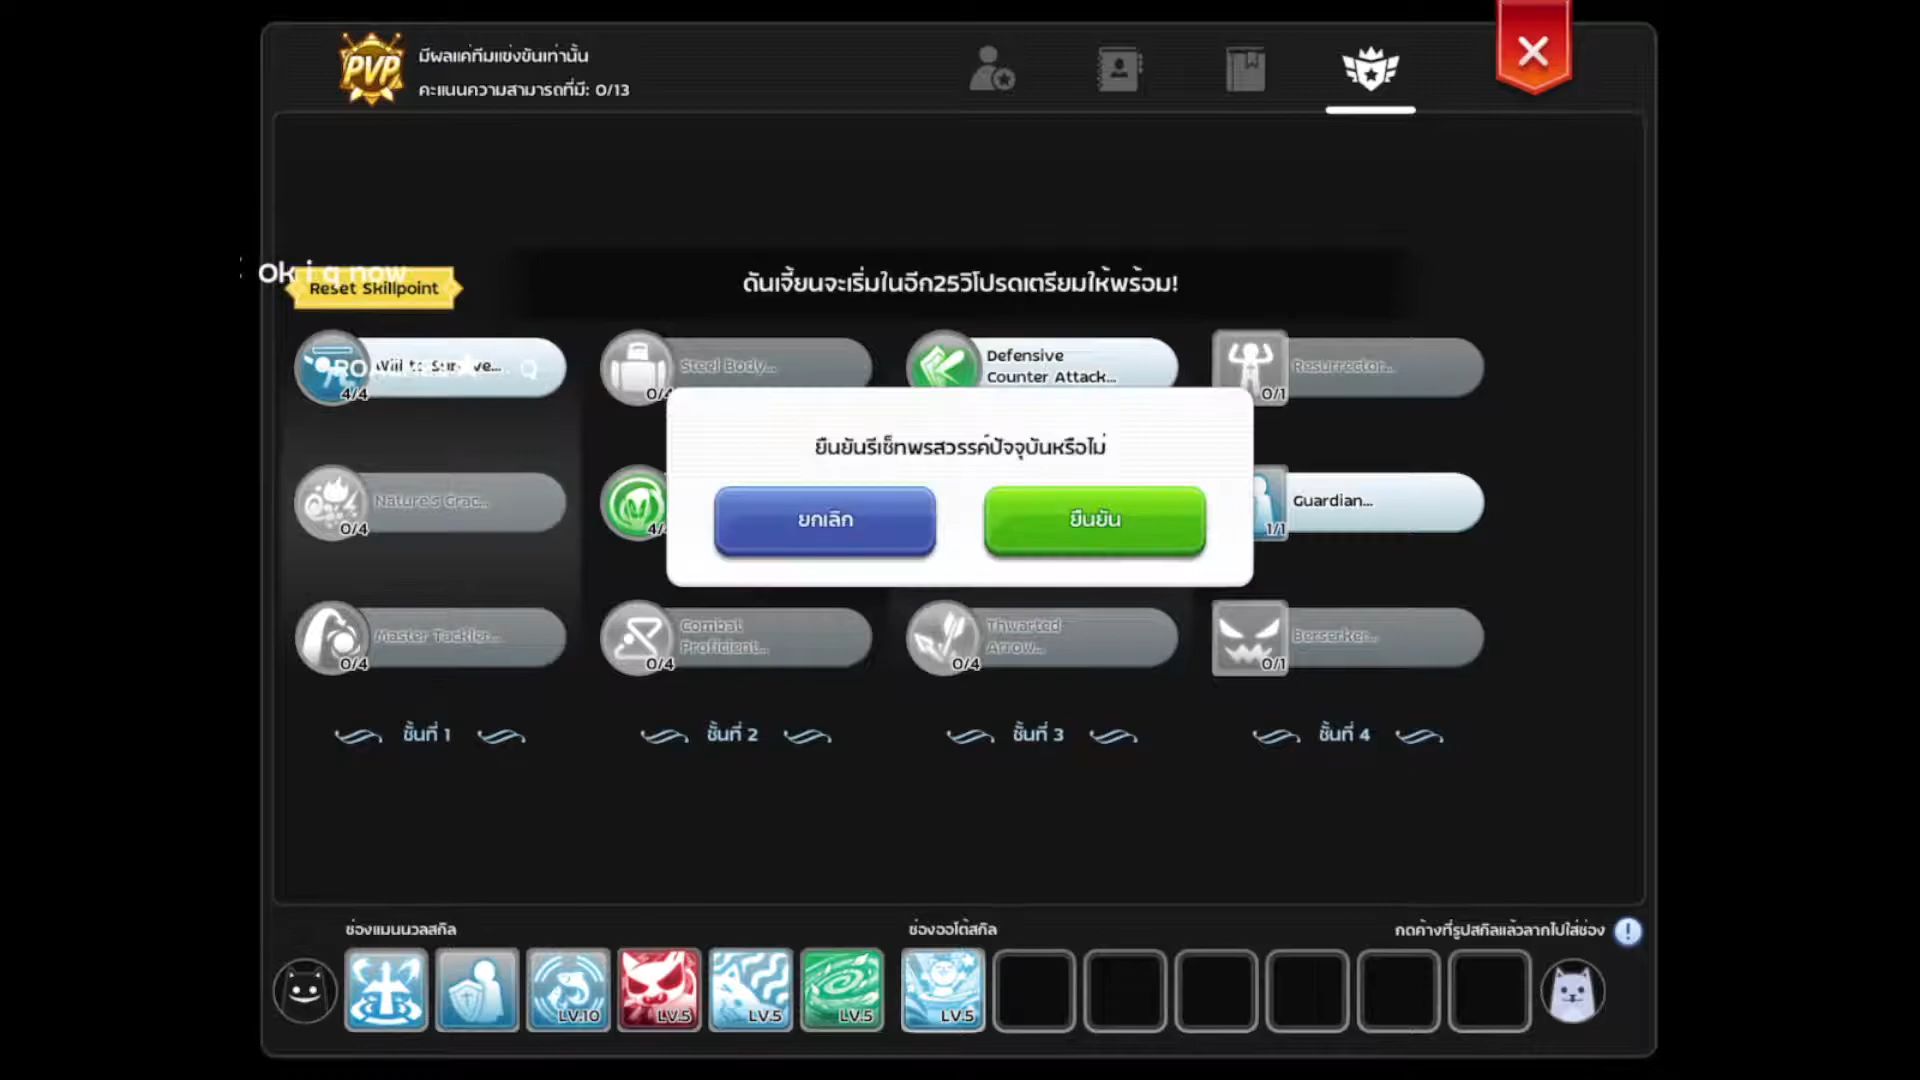 PVP
มีผลแค่ทีมแข่งขันเท่านั้น
คะแนนความสามารถที่มี: 0/13
Ok i g now
Reset Skillpoint
ดันเจี้ยนจะเริ่มในอีก25วิโปรดเตรียมให้พร้อม!
Will to Survive...
4/4
Steel Body...
0/4
Defensive
Counter Attack...
Resurrector...
0/1
ยืนยันรีเซ็ทพรสวรรค์ปัจจุบันหรือไม่
ยกเลิก
ยืนยัน
Nature's Grac...
0/4
4/
Guardian...
1/1
Master Tackler...
0/4
Combat
Proficient...
0/4
Thwarted
Arrow...
0/4
Berserker...
0/1
ชั้นที่ 1
ชั้นที่ 2
ชั้นที่ 3
ชั้นที่ 4
ช่องแมนนวลสกิล
ช่องออโต้สกิล
กดค้างที่รูปสกิลแล้วลากไปใส่ช่อง
LV.10
LV.5
LV.5
LV.5
LV.5